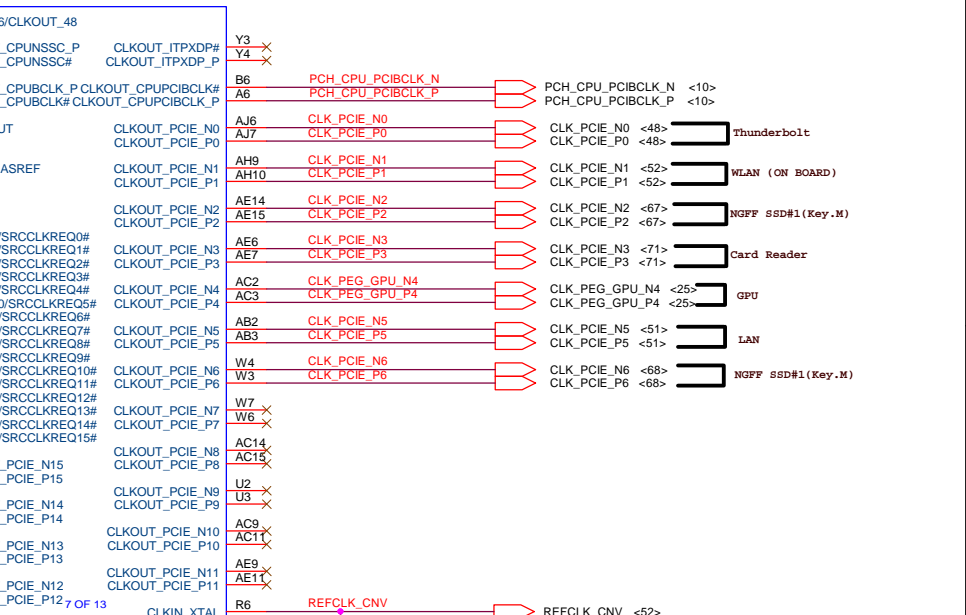 6/CLKOUT_48
_CPUNSSC_P CLKOUT_ITPXDP# Y3
_CPUNSSC# CLKOUT_ITPXDP_P Y4
_CPUBCLK_P CLKOUT_CPUPCIBCLK# B6 PCH_CPU_PCIBCLK_N PCH_CPU_PCIBCLK_N <10>
_CPUBCLK# CLKOUT_CPUPCIBCLK_P A6 PCH_CPU_PCIBCLK_P PCH_CPU_PCIBCLK_P <10>
UT CLKOUT_PCIE_N0 AJ6 CLK_PCIE_N0 CLK_PCIE_N0 <48> Thunderbolt
CLKOUT_PCIE_P0 AJ7 CLK_PCIE_P0 CLK_PCIE_P0 <48>
ASREF CLKOUT_PCIE_N1 AH9 CLK_PCIE_N1 CLK_PCIE_N1 <52> WLAN (ON BOARD)
CLKOUT_PCIE_P1 AH10 CLK_PCIE_P1 CLK_PCIE_P1 <52>
CLKOUT_PCIE_N2 AE14 CLK_PCIE_N2 CLK_PCIE_N2 <67> NGFF SSD#1(Key.M)
CLKOUT_PCIE_P2 AE15 CLK_PCIE_P2 CLK_PCIE_P2 <67>
/SRCCLKREQ0#
/SRCCLKREQ1# CLKOUT_PCIE_N3 AE6 CLK_PCIE_N3 CLK_PCIE_N3 <71> Card Reader
/SRCCLKREQ2# CLKOUT_PCIE_P3 AE7 CLK_PCIE_P3 CLK_PCIE_P3 <71>
/SRCCLKREQ3#
/SRCCLKREQ4# CLKOUT_PCIE_N4 AC2 CLK_PEG_GPU_N4 CLK_PEG_GPU_N4 <25> GPU
0/SRCCLKREQ5# CLKOUT_PCIE_P4 AC3 CLK_PEG_GPU_P4 CLK_PEG_GPU_P4 <25>
/SRCCLKREQ6#
/SRCCLKREQ7# CLKOUT_PCIE_N5 AB2 CLK_PCIE_N5 CLK_PCIE_N5 <51> LAN
/SRCCLKREQ8# CLKOUT_PCIE_P5 AB3 CLK_PCIE_P5 CLK_PCIE_P5 <51>
/SRCCLKREQ9#
/SRCCLKREQ10# CLKOUT_PCIE_N6 W4 CLK_PCIE_N6 CLK_PCIE_N6 <68> NGFF SSD#1(Key.M)
/SRCCLKREQ11# CLKOUT_PCIE_P6 W3 CLK_PCIE_P6 CLK_PCIE_P6 <68>
/SRCCLKREQ12#
/SRCCLKREQ13# CLKOUT_PCIE_N7 W7
/SRCCLKREQ14# CLKOUT_PCIE_P7 W6
/SRCCLKREQ15#
CLKOUT_PCIE_N8 AC14
_PCIE_N15 CLKOUT_PCIE_P8 AC15
_PCIE_P15
CLKOUT_PCIE_N9 U2
_PCIE_N14 CLKOUT_PCIE_P9 U3
_PCIE_P14
CLKOUT_PCIE_N10 AC9
_PCIE_N13 CLKOUT_PCIE_P10 AC11
_PCIE_P13
CLKOUT_PCIE_N11 AE9
_PCIE_N12 CLKOUT_PCIE_P11 AE11
_PCIE_P12 7 OF 13
CLKIN_XTAL R6 REFCLK_CNV REFCLK_CNV <52>